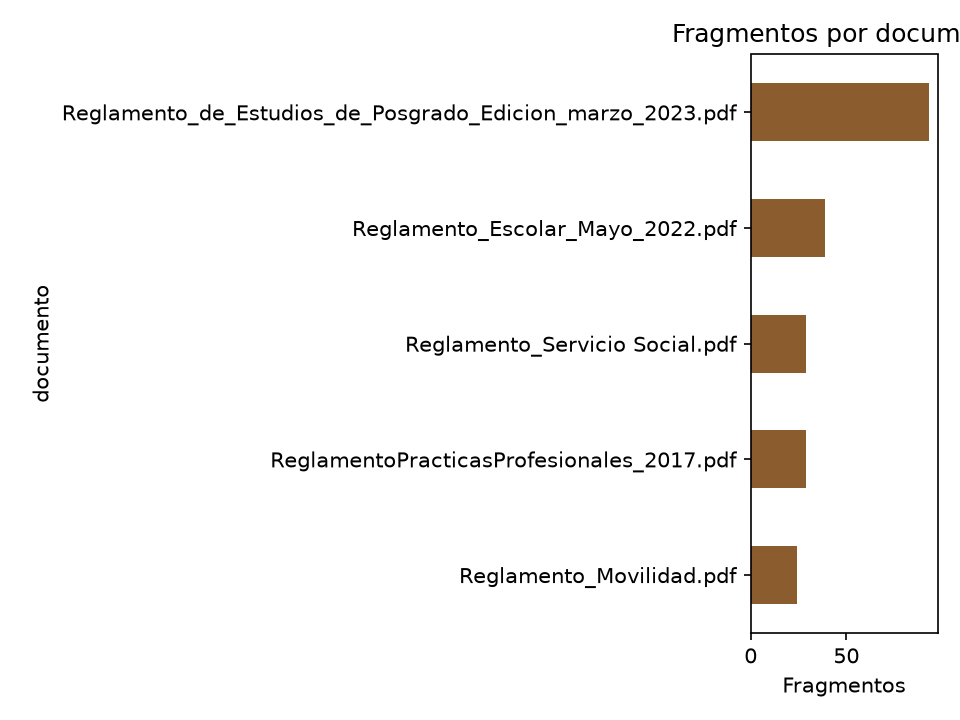 Fragmentos por docum
Reglamento_de_Estudios_de_Posgrado_Edicion_marzo_2023.pdf
Reglamento_Escolar_Mayo_2022.pdf
Reglamento_Servicio Social.pdf
ReglamentoPracticasProfesionales_2017.pdf
Reglamento_Movilidad.pdf
documento
0 50
Fragmentos